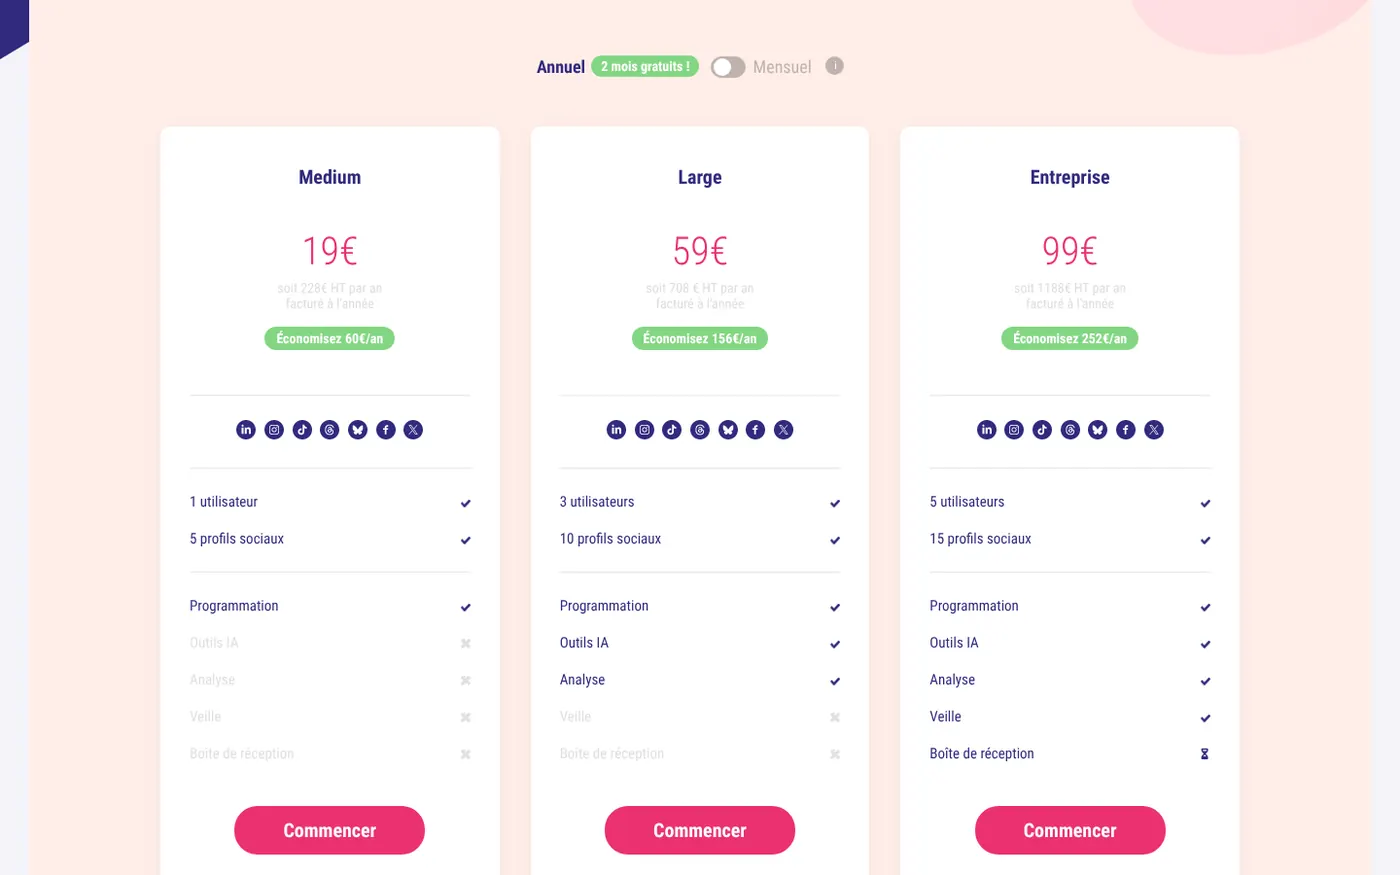 Annuel 2 mois gratuits ! Mensuel
Medium
19€
soit 228€ HT par an
facturé à l'année
Économisez 60€/an
1 utilisateur
5 profils sociaux
Programmation
Outils IA
Analyse
Veille
Boîte de réception
Commencer
Large
59€
soit 708 € HT par an
facturé à l'année
Économisez 156€/an
3 utilisateurs
10 profils sociaux
Programmation
Outils IA
Analyse
Veille
Boîte de réception
Commencer
Entreprise
99€
soit 1188€ HT par an
facturé à l'année
Économisez 252€/an
5 utilisateurs
15 profils sociaux
Programmation
Outils IA
Analyse
Veille
Boîte de réception
Commencer